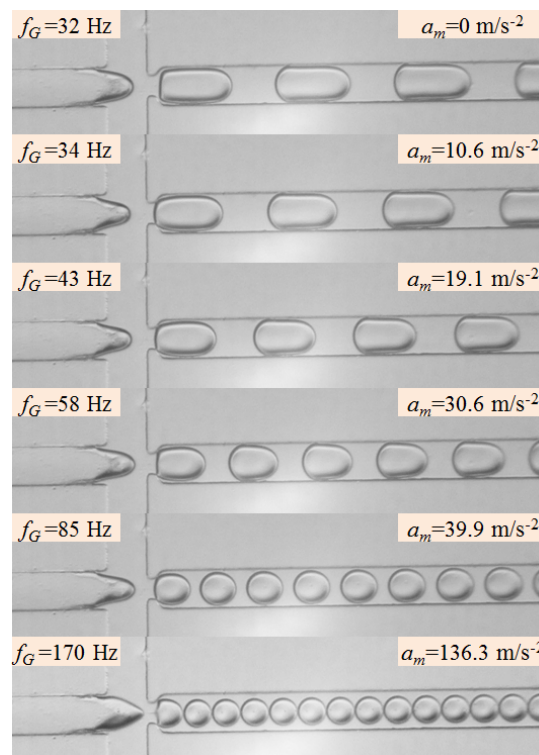 f_G=32 Hz a_m=0 m/s⁻²
f_G=34 Hz a_m=10.6 m/s⁻²
f_G=43 Hz a_m=19.1 m/s⁻²
f_G=58 Hz a_m=30.6 m/s⁻²
f_G=85 Hz a_m=39.9 m/s⁻²
f_G=170 Hz a_m=136.3 m/s⁻²